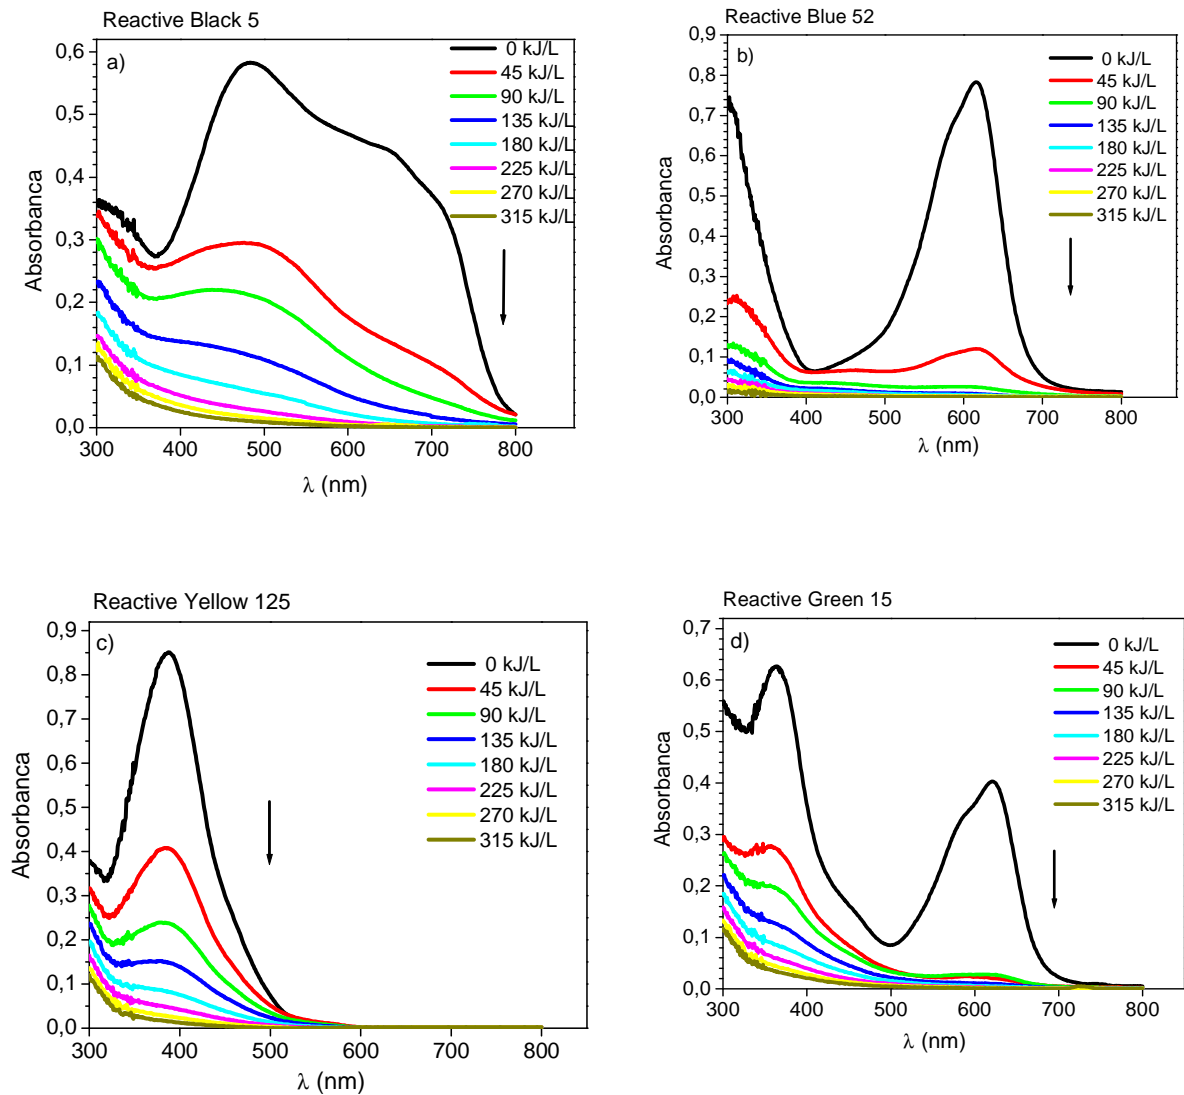 Reactive Black 5
a)
0,6
0,5
0,4
0,3
0,2
0,1
0,0
Absorbanca
300 400 500 600 700 800
λ (nm)
0 kJ/L
45 kJ/L
90 kJ/L
135 kJ/L
180 kJ/L
225 kJ/L
270 kJ/L
315 kJ/L
Reactive Blue 52
b)
0,9
0,8
0,7
0,6
0,5
0,4
0,3
0,2
0,1
0,0
Absorbanca
300 400 500 600 700 800
λ (nm)
0 kJ/L
45 kJ/L
90 kJ/L
135 kJ/L
180 kJ/L
225 kJ/L
270 kJ/L
315 kJ/L
Reactive Yellow 125
c)
0,9
0,8
0,7
0,6
0,5
0,4
0,3
0,2
0,1
0,0
Absorbanca
300 400 500 600 700 800
λ (nm)
0 kJ/L
45 kJ/L
90 kJ/L
135 kJ/L
180 kJ/L
225 kJ/L
270 kJ/L
315 kJ/L
Reactive Green 15
d)
0,7
0,6
0,5
0,4
0,3
0,2
0,1
0,0
Absorbanca
300 400 500 600 700 800
λ (nm)
0 kJ/L
45 kJ/L
90 kJ/L
135 kJ/L
180 kJ/L
225 kJ/L
270 kJ/L
315 kJ/L